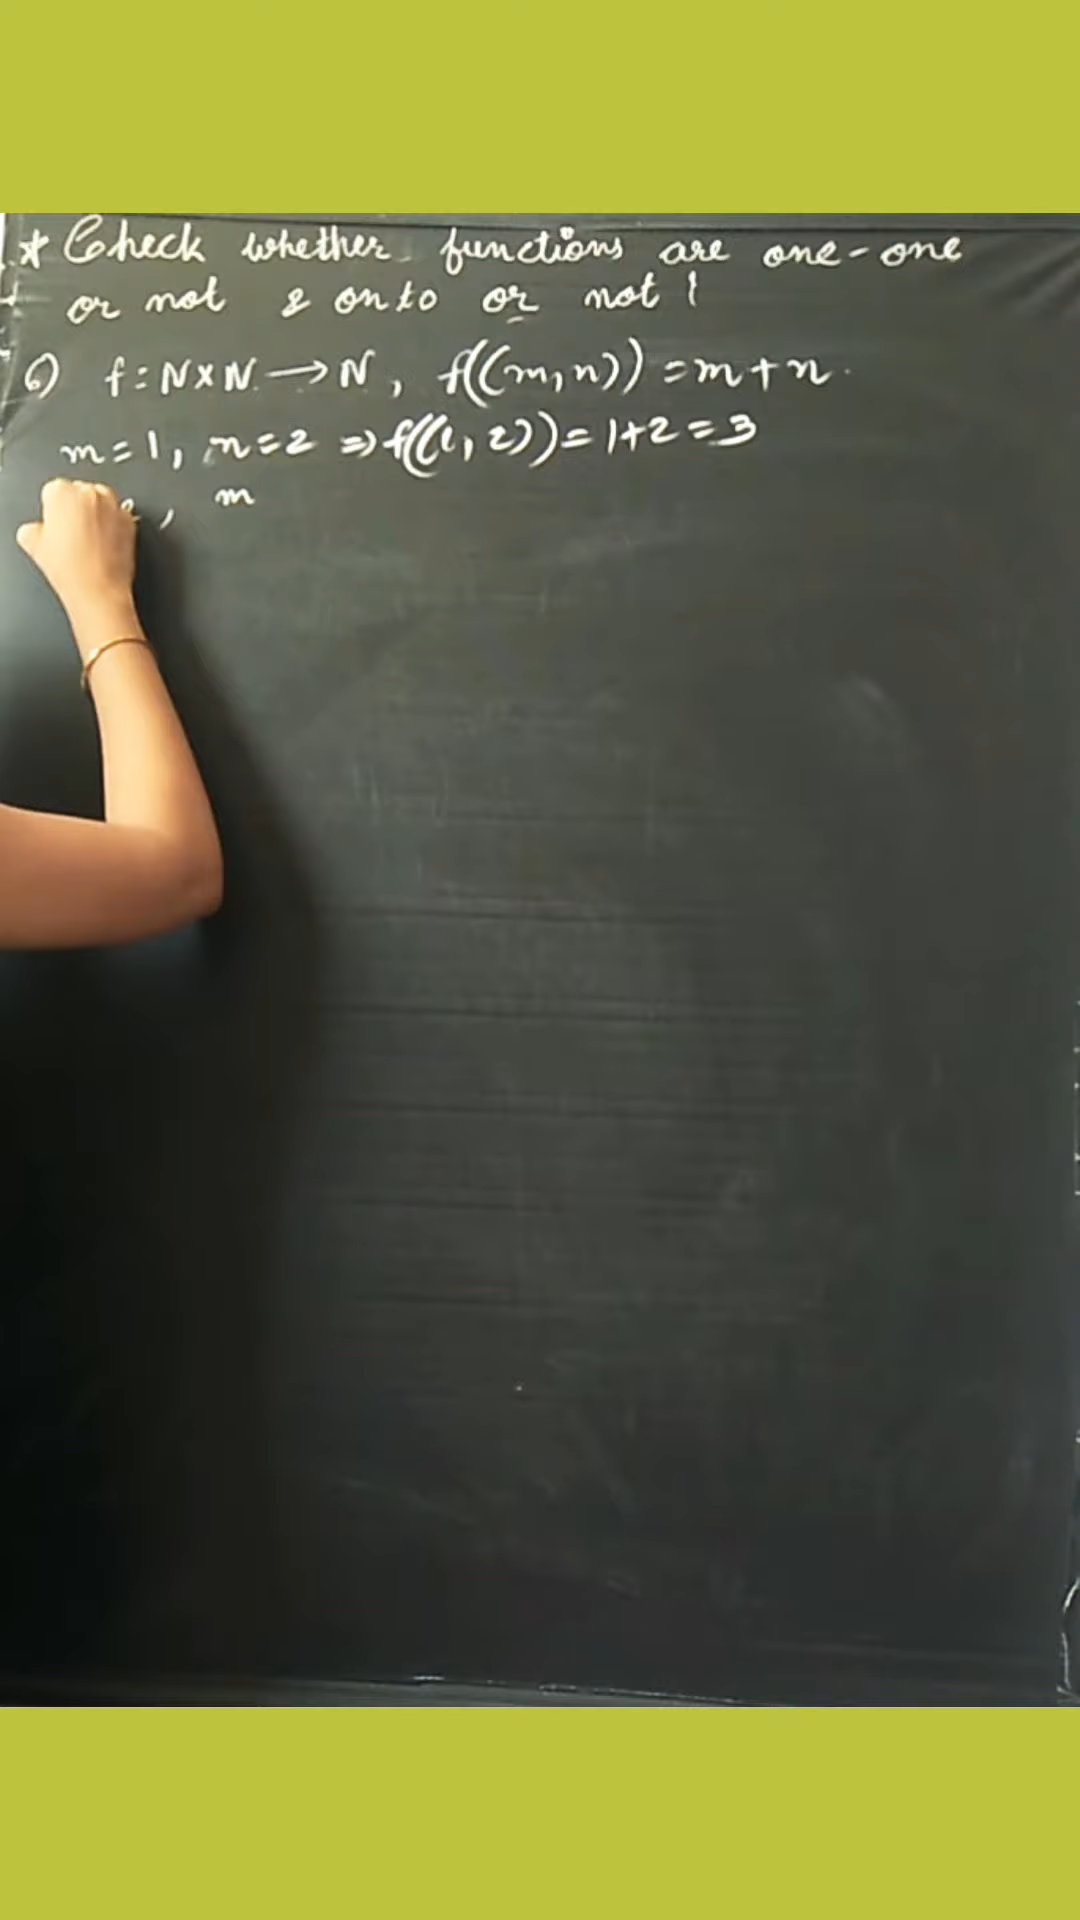 * Check whether functions are one-one
or not & onto or not !
6) f: N×N → N, f((m,n)) = m+n.
m=1, n=2 ⇒ f((1,2)) = 1+2=3
2, m